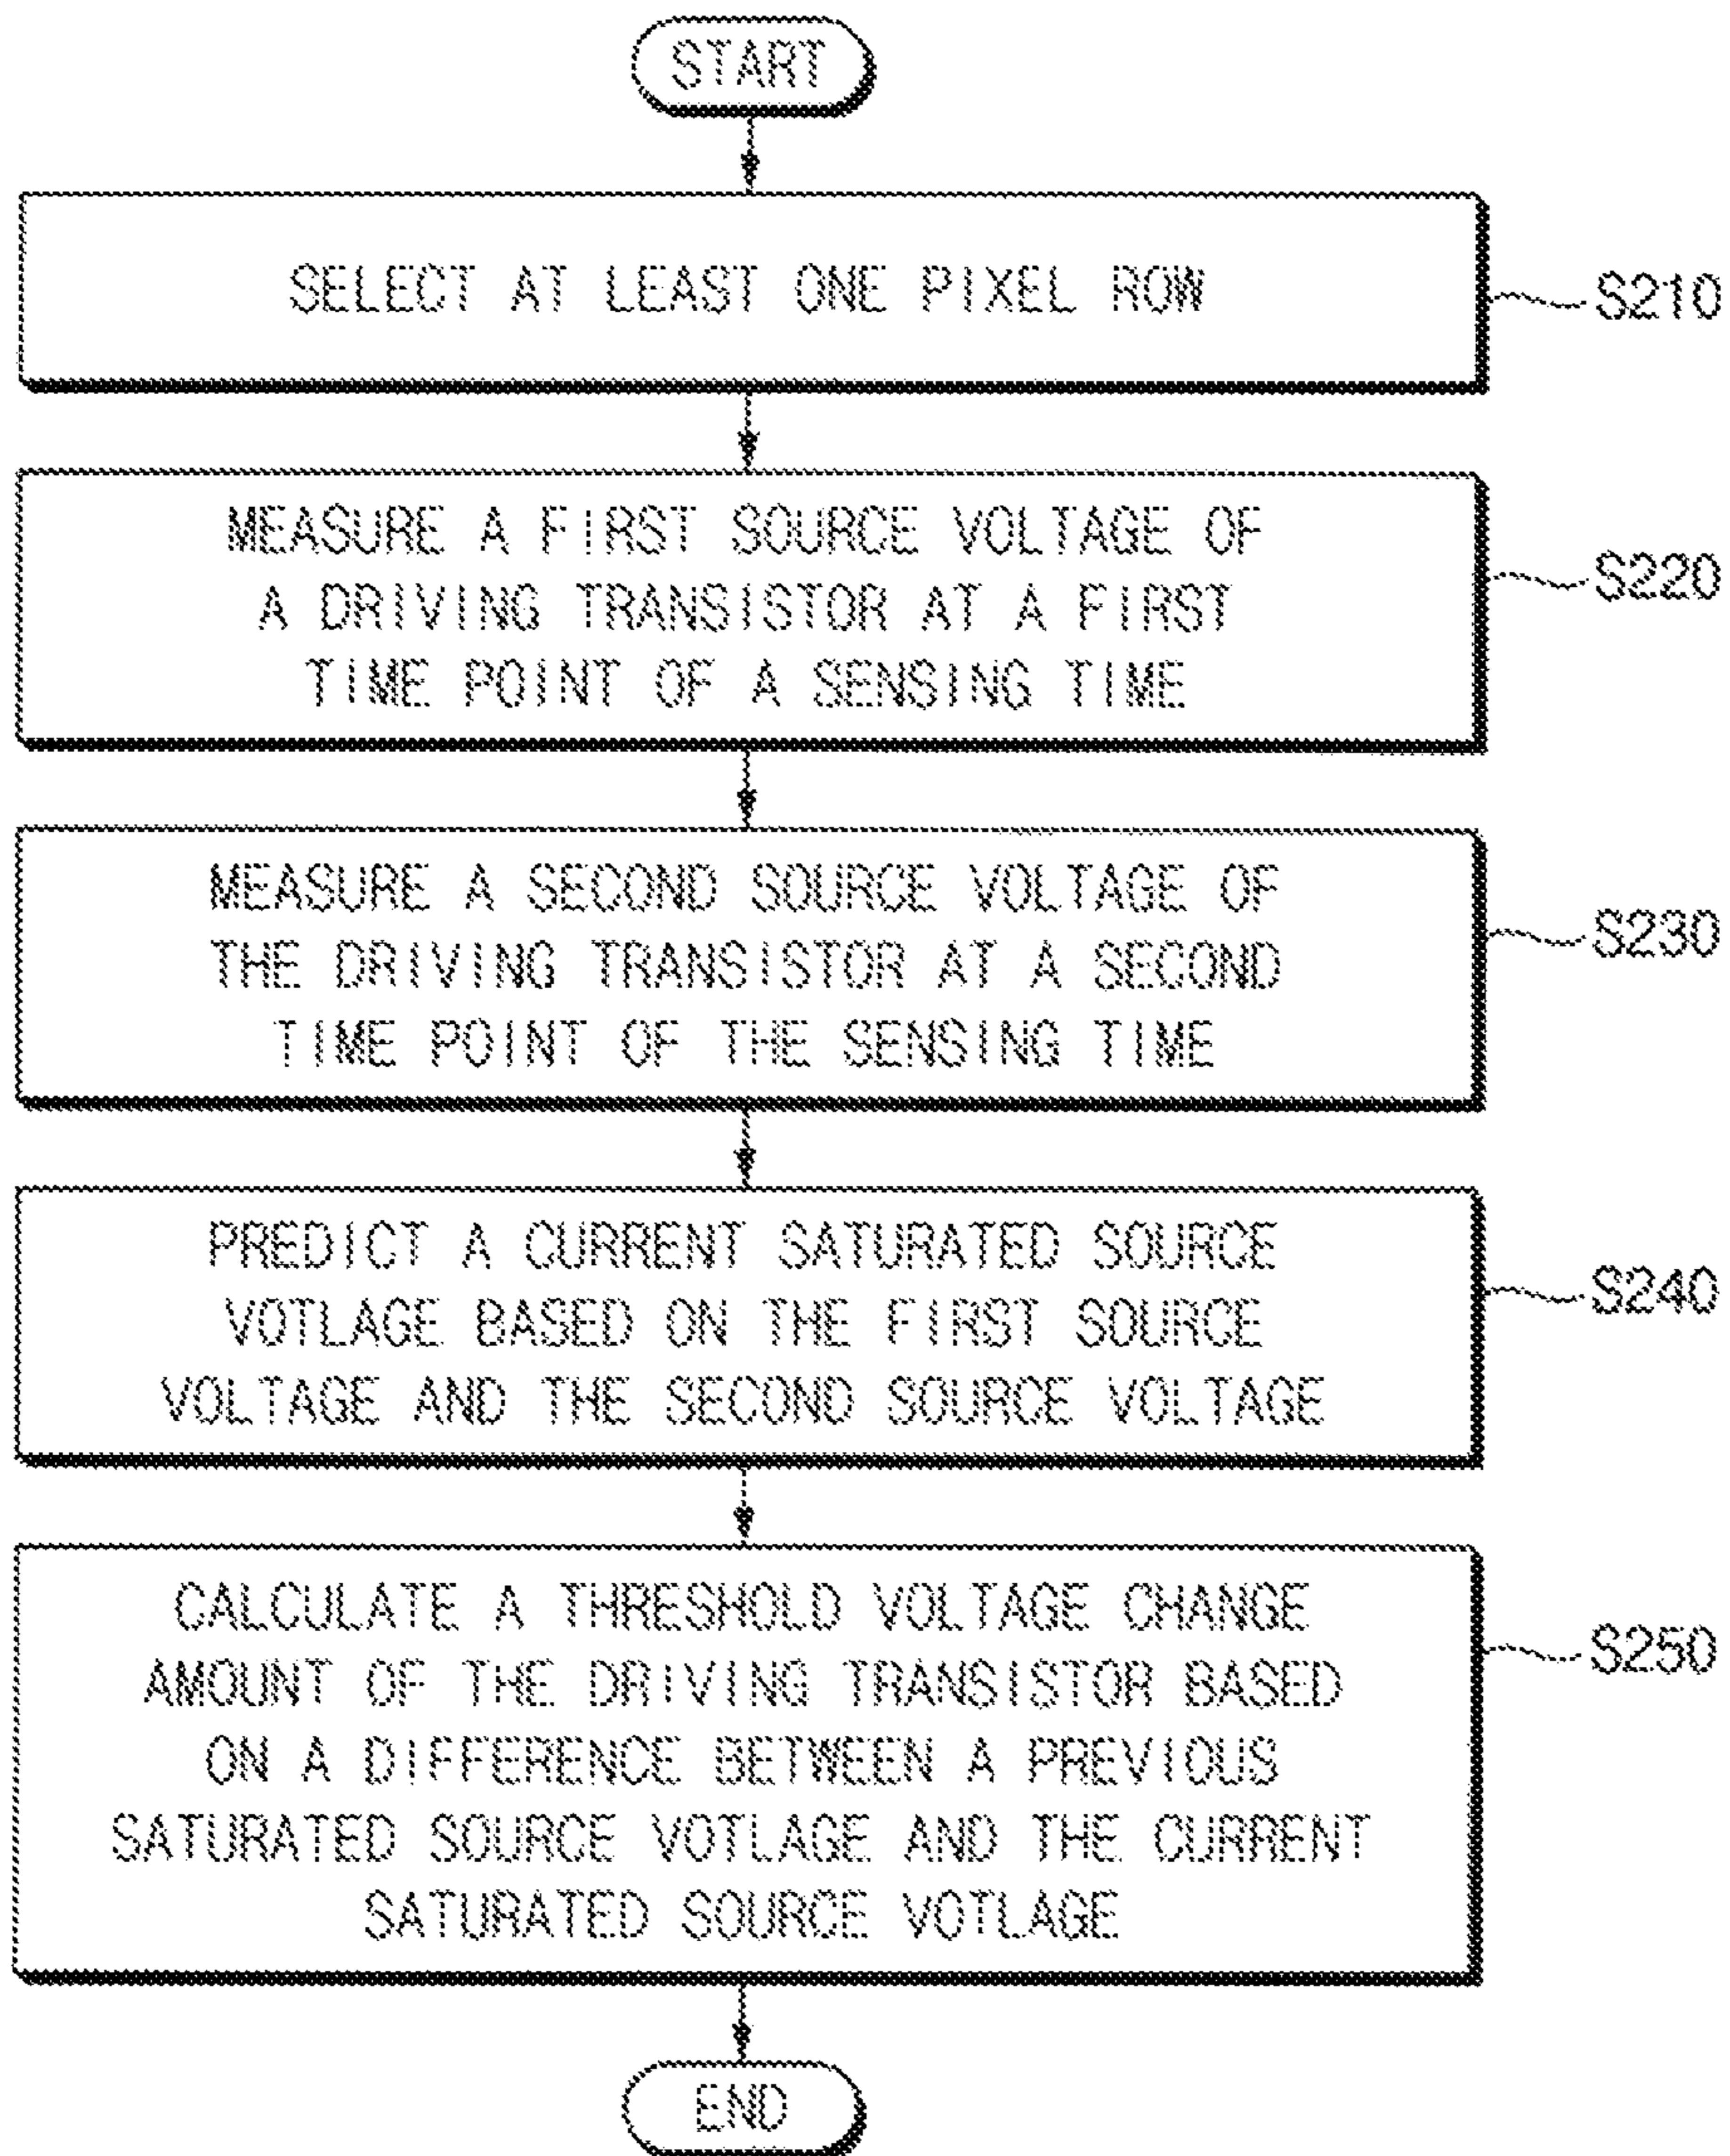 START
SELECT AT LEAST ONE PIXEL ROW
S210
MEASURE A FIRST SOURCE VOLTAGE OF
A DRIVING TRANSISTOR AT A FIRST
TIME POINT OF A SENSING TIME
S220
MEASURE A SECOND SOURCE VOLTAGE OF
THE DRIVING TRANSISTOR AT A SECOND
TIME POINT OF THE SENSING TIME
S230
PREDICT A CURRENT SATURATED SOURCE
VOTLAGE BASED ON THE FIRST SOURCE
VOLTAGE AND THE SECOND SOURCE VOLTAGE
S240
CALCULATE A THRESHOLD VOLTAGE CHANGE
AMOUNT OF THE DRIVING TRANSISTOR BASED
ON A DIFFERENCE BETWEEN A PREVIOUS
SATURATED SOURCE VOTLAGE AND THE CURRENT
SATURATED SOURCE VOTLAGE
S250
END